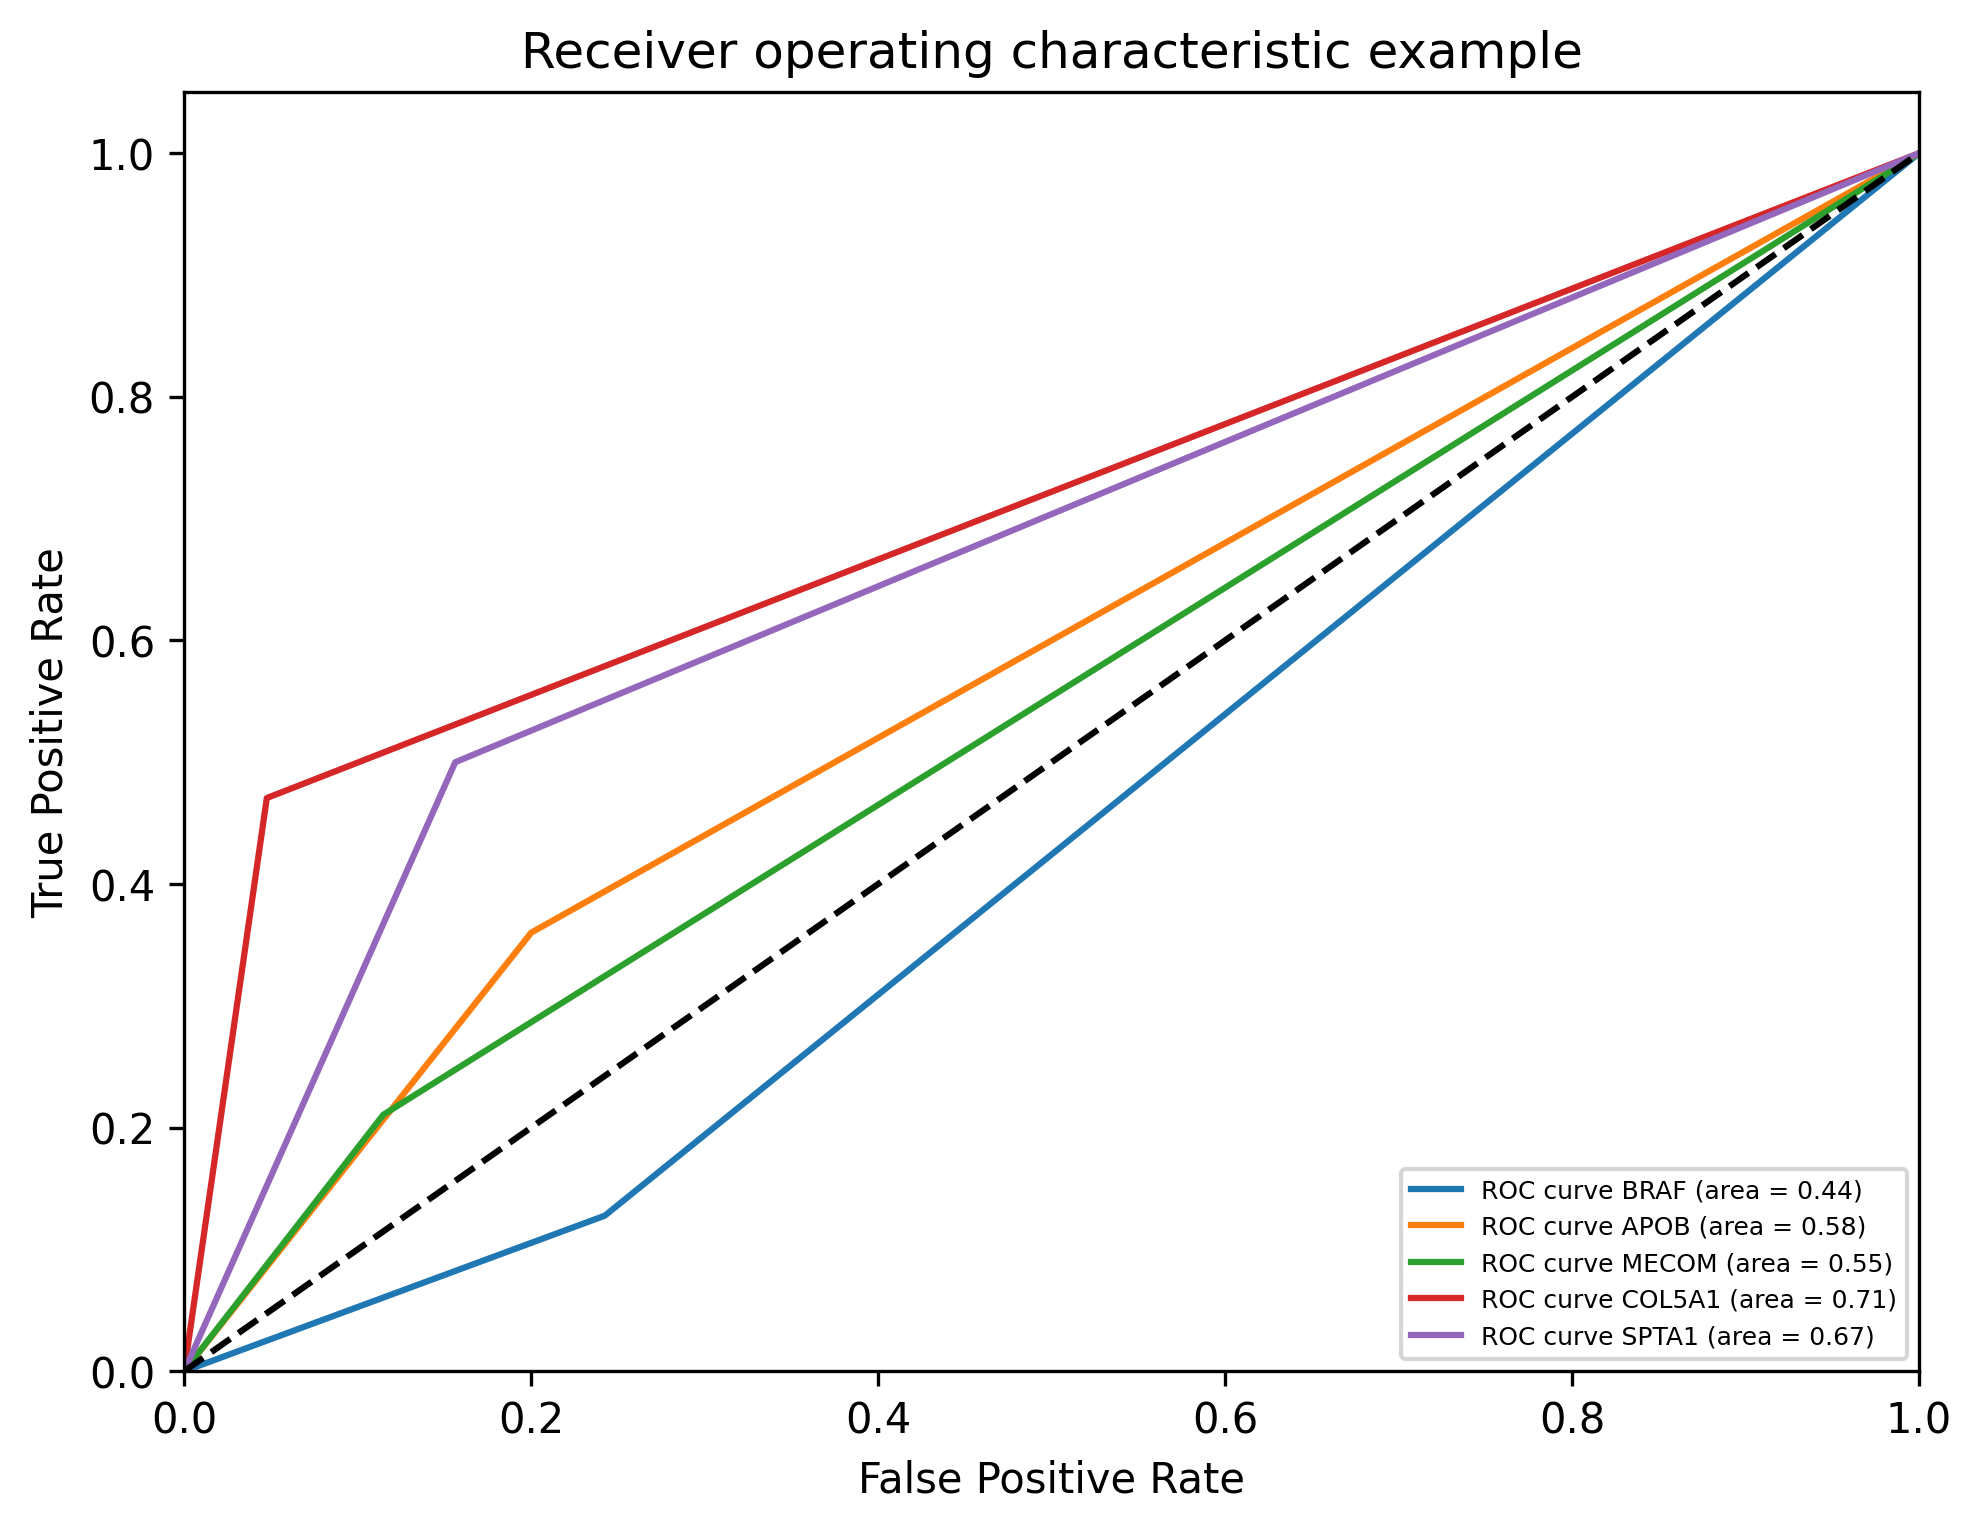 Receiver operating characteristic example
True Positive Rate
1.0
0.8
0.6
0.4
0.2
0.0
ROC curve BRAF (area = 0.44)
ROC curve APOB (area = 0.58)
ROC curve MECOM (area = 0.55)
ROC curve COL5A1 (area = 0.71)
ROC curve SPTA1 (area = 0.67)
0.0 0.2 0.4 0.6 0.8 1.0
False Positive Rate